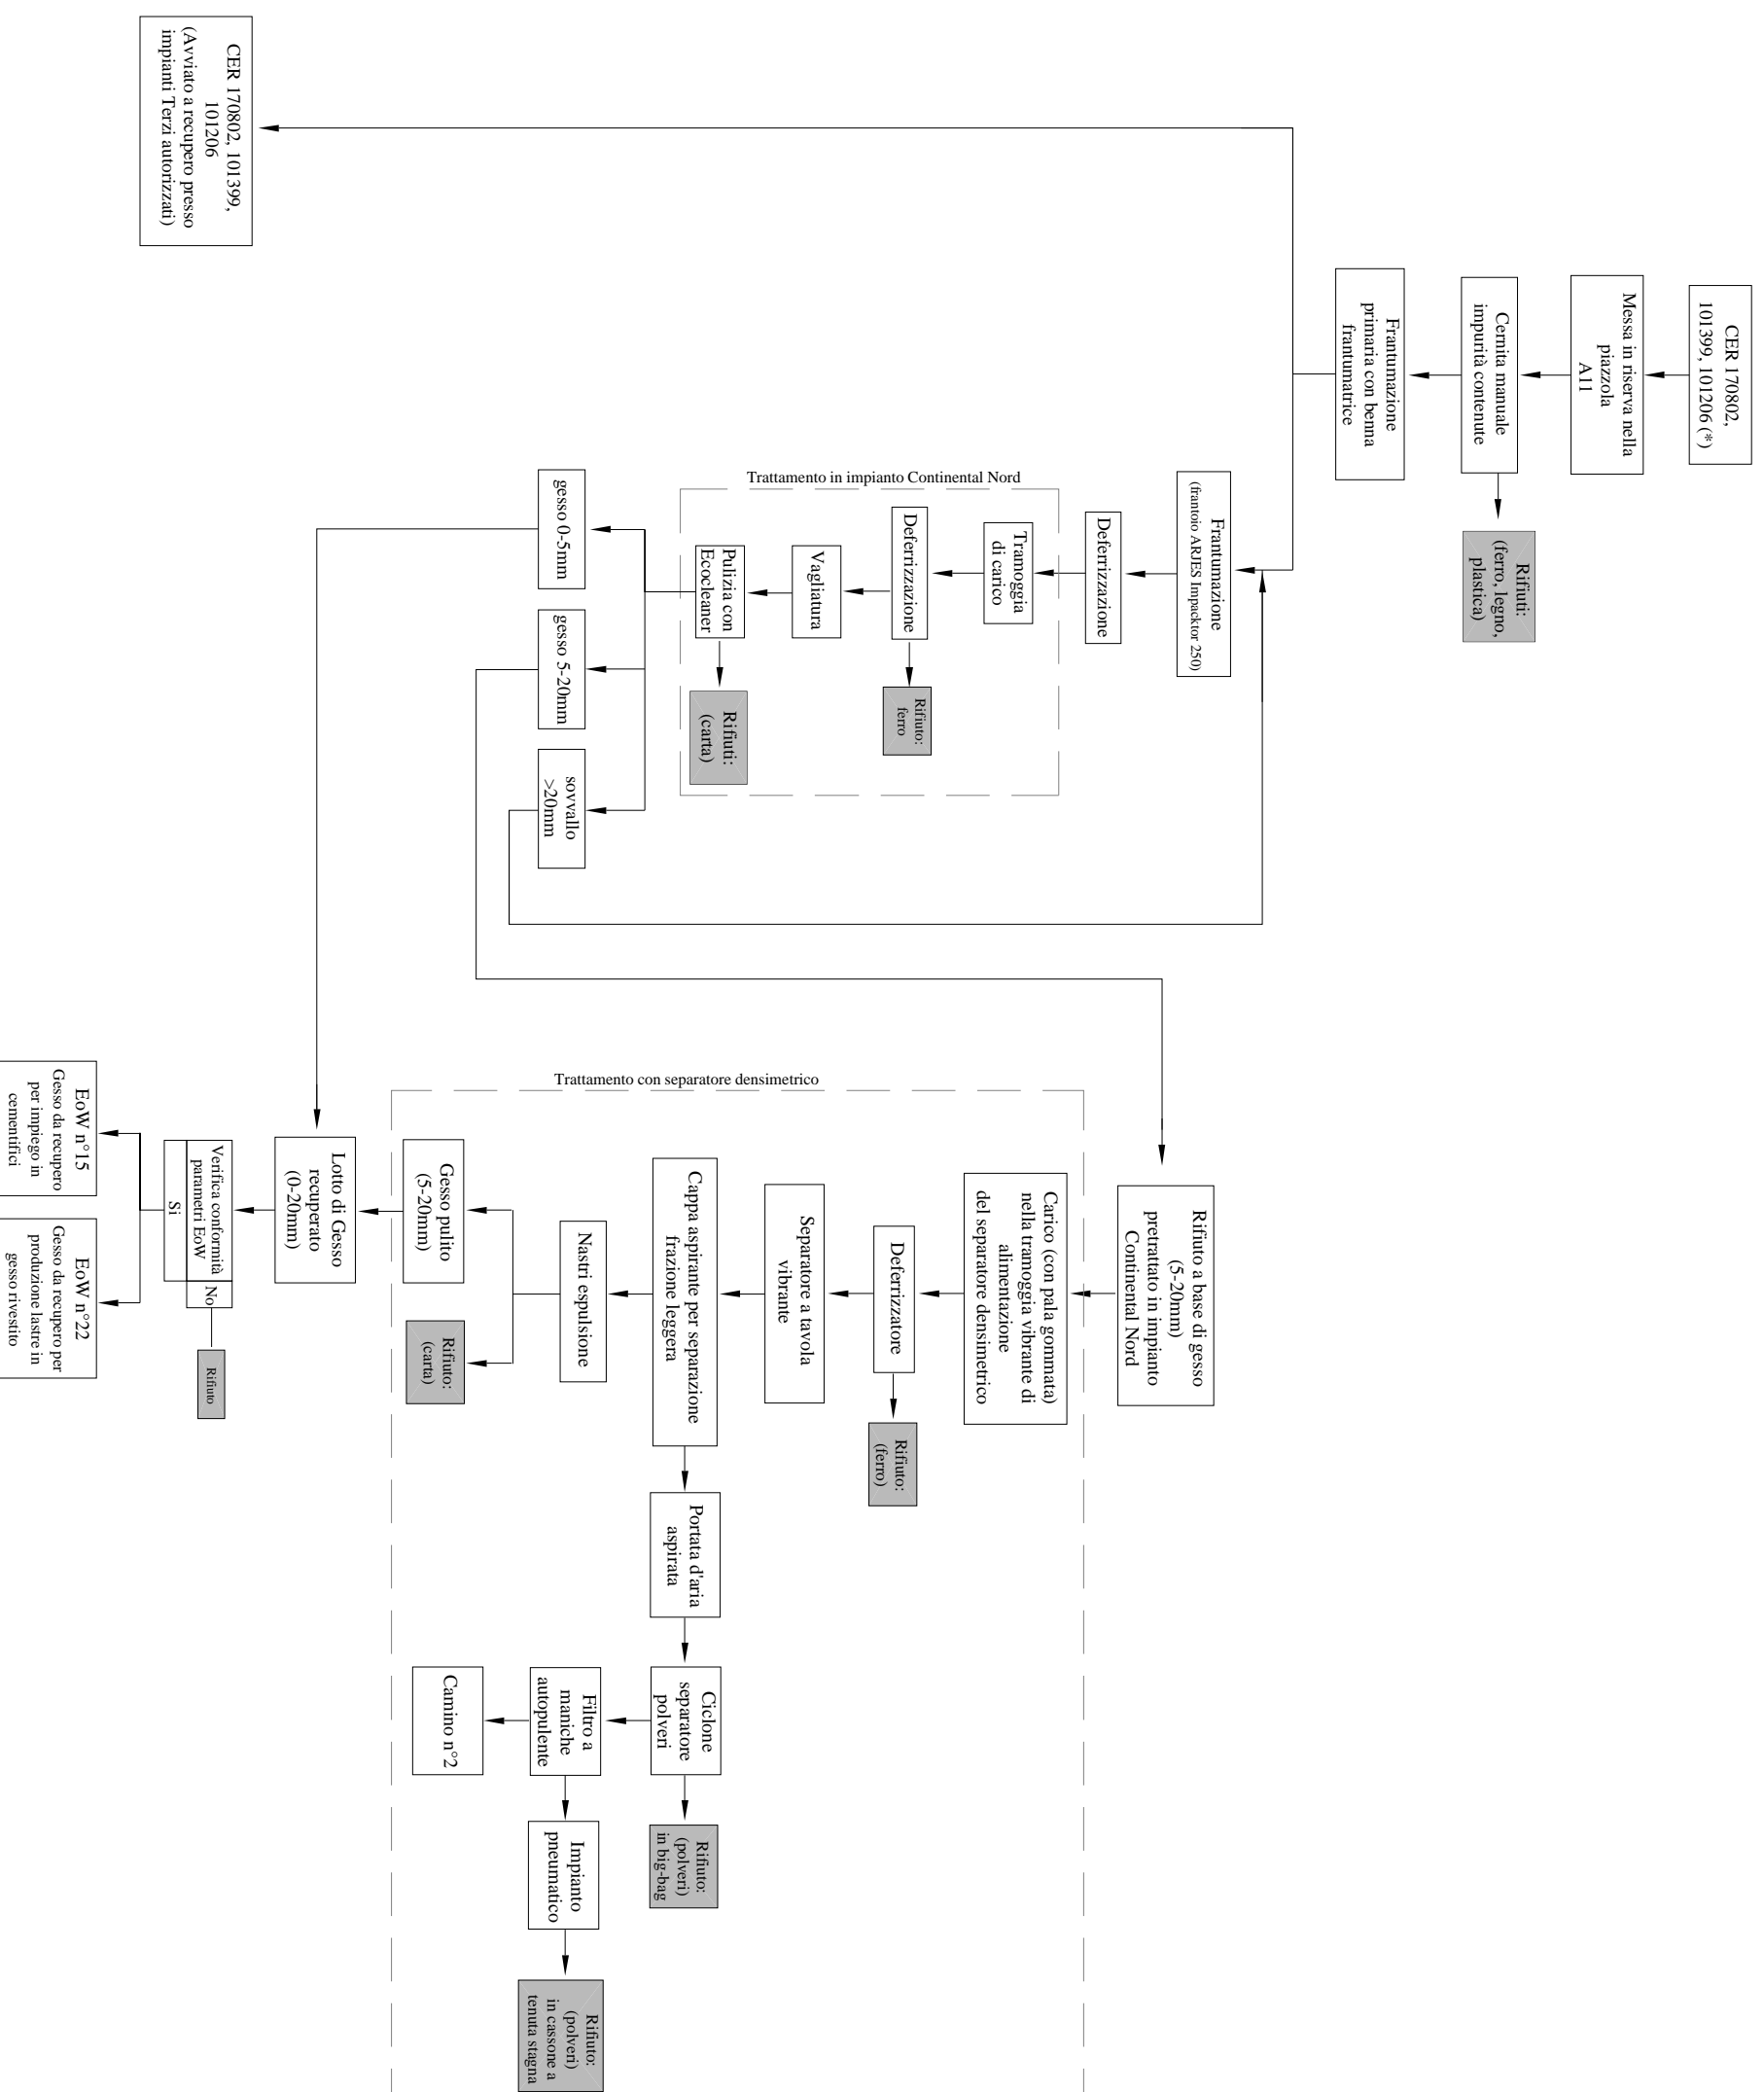 CER 170802,
101399, 101206 (*)
Messa in riserva nella
piazzola
A11
Cernita manuale
impurità contenute
Rifiuti:
(ferro, legno,
plastica)
Frantumazione
primaria con benna
frantumatrice
CER 170802, 101399,
101206
(Avviato a recupero presso
impianti Terzi autorizzati)
Frantumazione
(frantoio ARJES Impacktor 250)
Deferrizzazione
Trattamento in impianto Continental Nord
Tramoggia
di carico
Deferrizzazione
Rifiuto:
ferro
Vagliatura
Pulizia con
Ecocleaner
Rifiuti:
(carta)
gesso 0-5mm
gesso 5-20mm
sovvallo
>20mm
Rifiuto a base di gesso
(5-20mm)
pretrattato in impianto
Continental Nord
Trattamento con separatore densimetrico
Carico (con pala gommata)
nella tramoggia vibrante di
alimentazione
del separatore densimetrico
Deferrizzatore
Rifiuto:
(ferro)
Separatore a tavola
vibrante
Cappa aspirante per separazione
frazione leggera
Portata d'aria
aspirata
Ciclone
separatore
polveri
Rifiuto:
(polveri)
in big-bag
Nastri espulsione
Filtro a
maniche
autopulente
Impianto
pneumatico
Rifiuto:
(polveri)
in cassone a
tenuta stagna
Gesso pulito
(5-20mm)
Rifiuto:
(carta)
Camino n°2
Lotto di Gesso
recuperato
(0-20mm)
Verifica conformità
parametri EoW
No
Si
Rifiuto
EoW n°15
Gesso da recupero
per impiego in
cementifici
EoW n°22
Gesso da recupero per
produzione lastre in
gesso rivestito